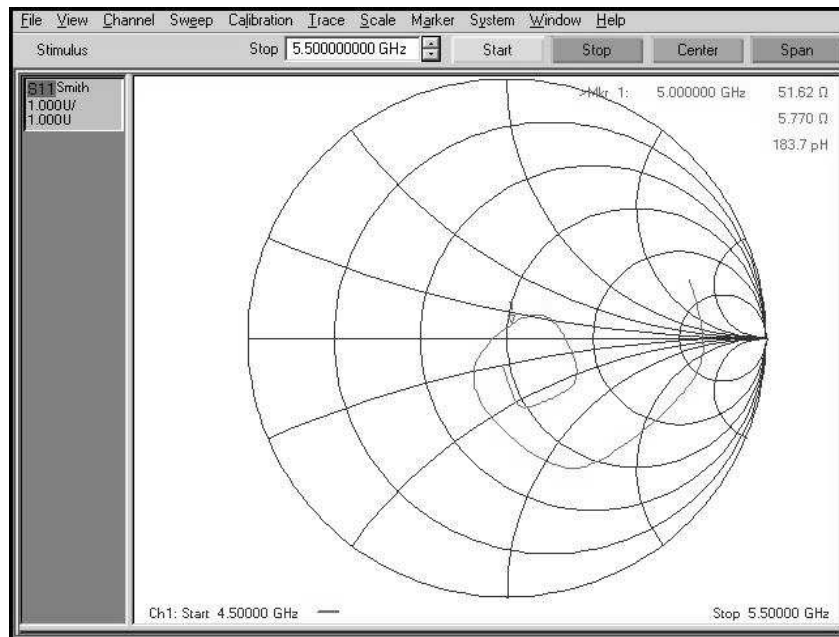 File View Channel Sweep Calibration Trace Scale Marker System Window Help
Stimulus Stop 5.500000000 GHz Start Stop Center Span
S11 Smith
1.000U/
1.000U
>Mkr 1: 5.000000 GHz 51.62 Ω
5.770 Ω
183.7 pH
Ch1: Start 4.50000 GHz Stop 5.50000 GHz